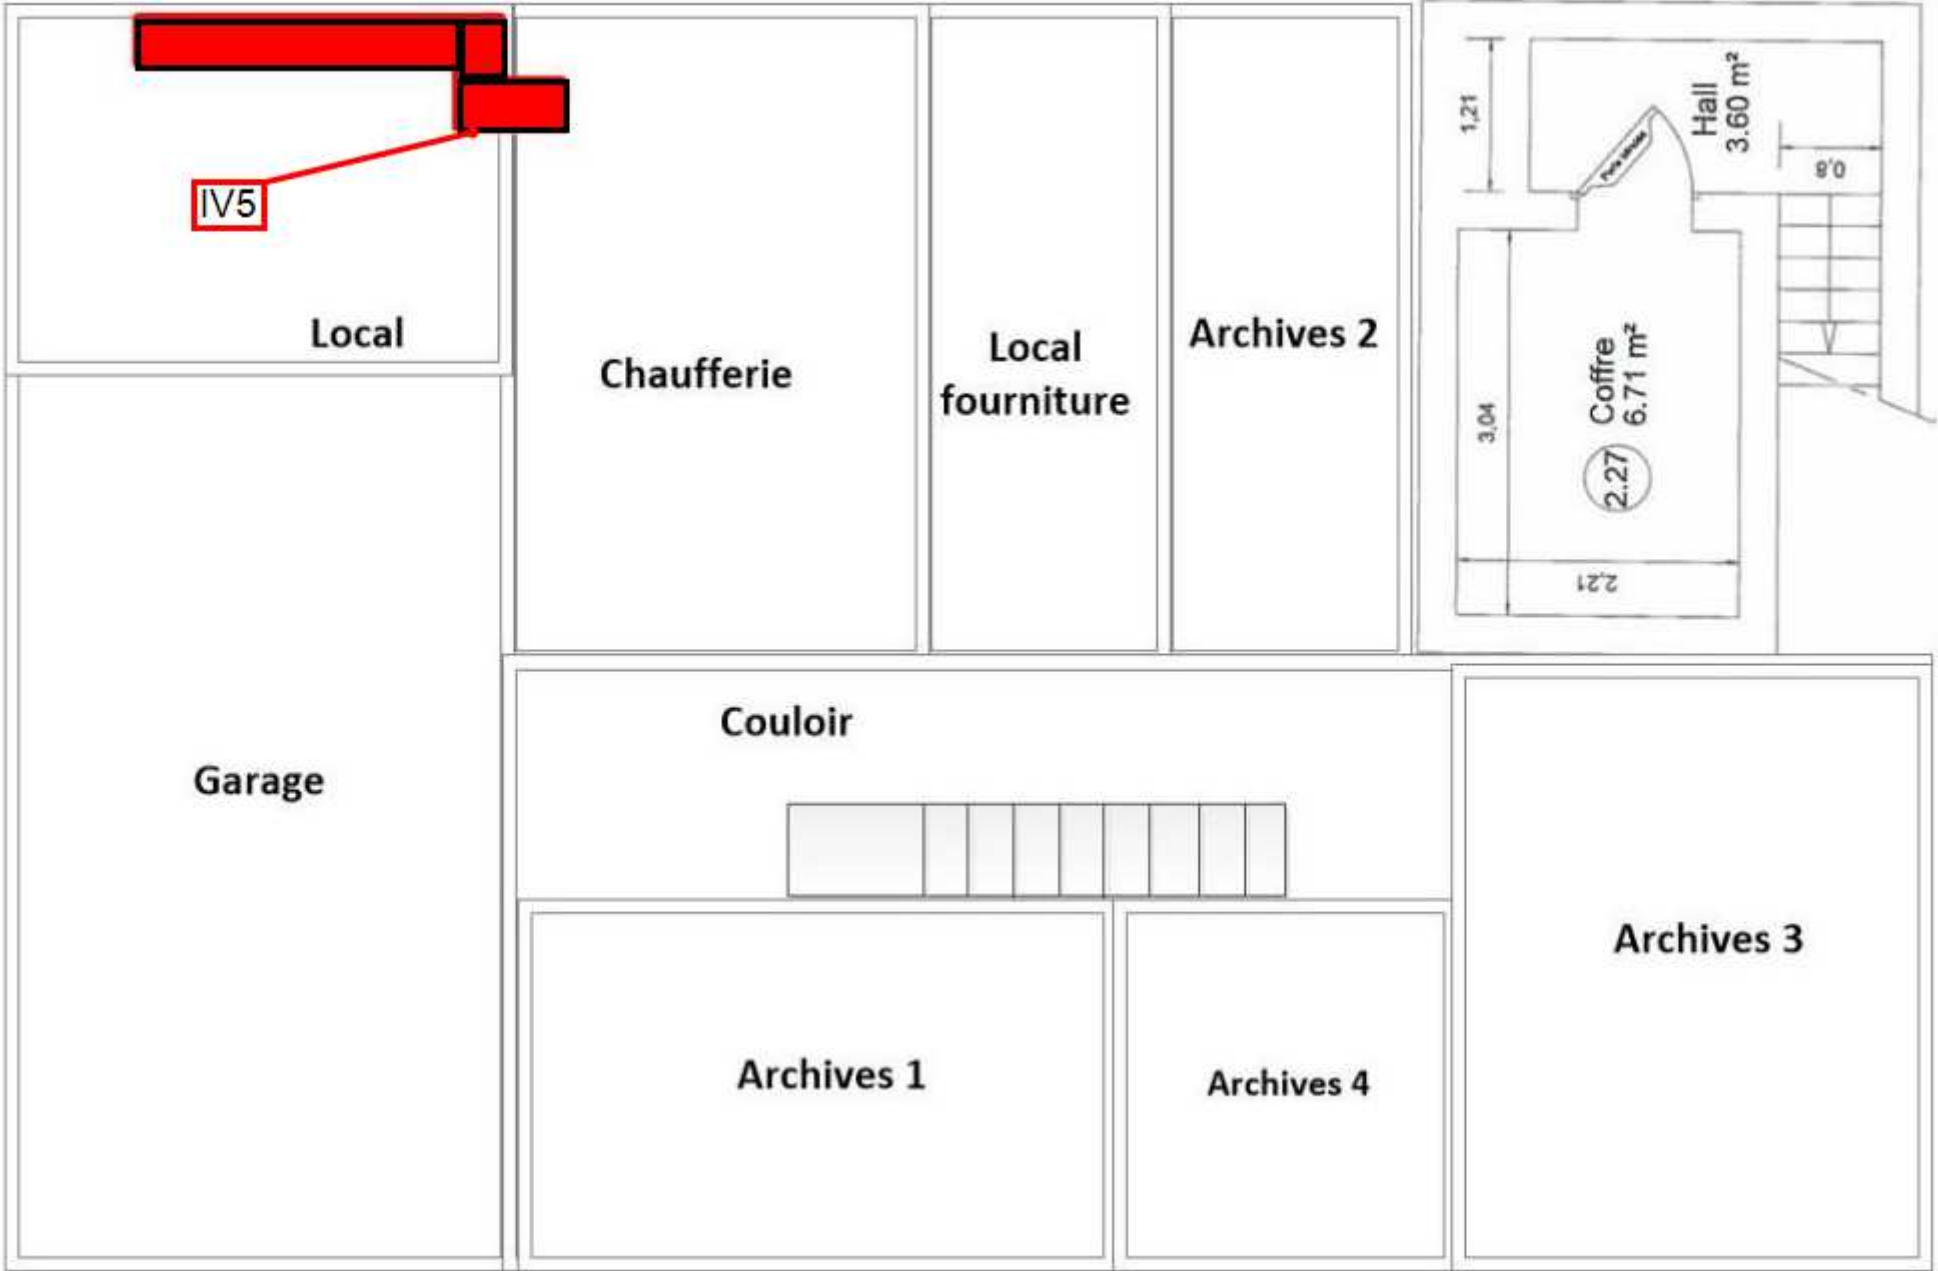 IV5
Local
Chaufferie
Local
fourniture
Archives 2
1,21
Hall
3.60 m²
0,8
3,04
Coffre
6.71 m²
2.27
2,21
Garage
Couloir
Archives 1
Archives 4
Archives 3